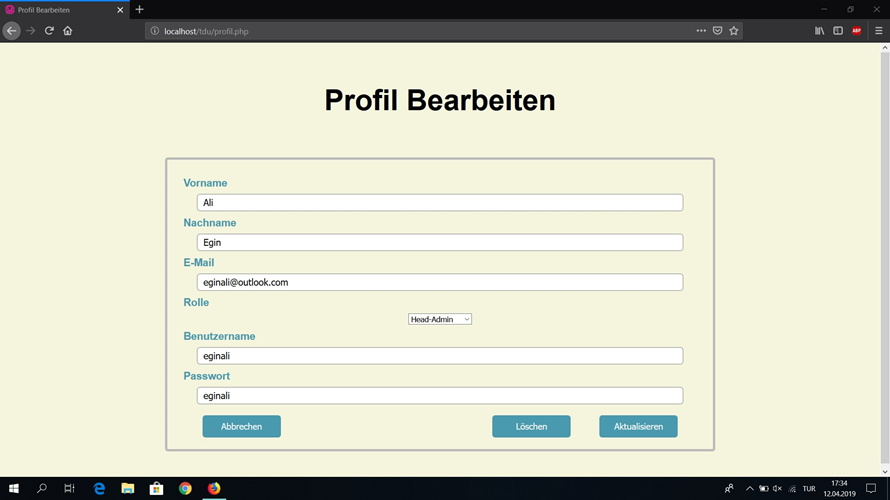 Profil Bearbeiten
localhost/tdu/profil.php
ABP
Profil Bearbeiten
Vorname
Ali
Nachname
Egin
E-Mail
eginali@outlook.com
Rolle
Head-Admin
Benutzername
eginali
Passwort
eginali
Abbrechen Löschen Aktualisieren
TUR
17:34
12.04.2019